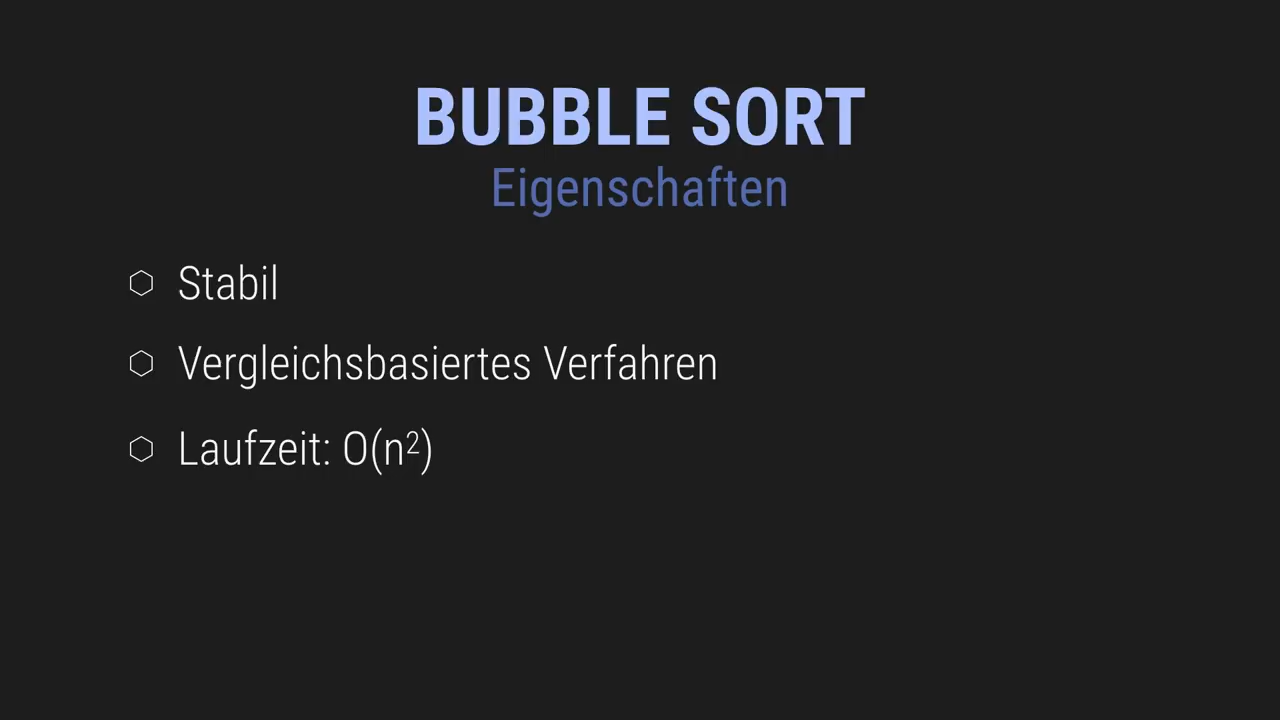 BUBBLE SORT
Eigenschaften
Stabil
Vergleichsbasiertes Verfahren
Laufzeit: O(n²)